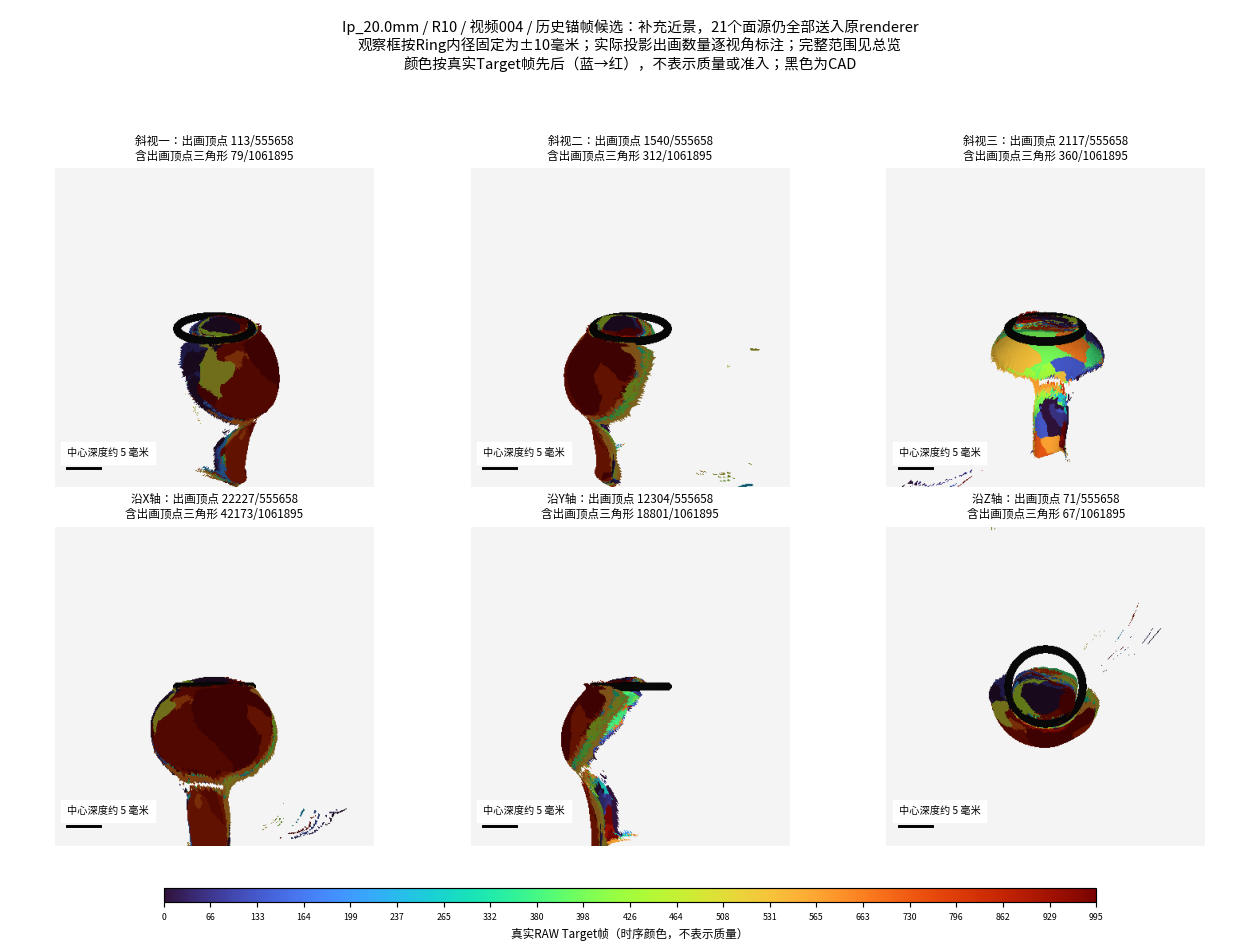 Ip_20.0mm / R10 / 视频004 / 历史锚帧候选：补充近景，21个面源仍全部送入原renderer
观察框按Ring内径固定为±10毫米；实际投影出画数量逐视角标注；完整范围见总览
颜色按真实Target帧先后（蓝→红），不表示质量或准入；黑色为CAD
斜视一：出画顶点 113/555658
含出画顶点三角形 79/1061895
斜视二：出画顶点 1540/555658
含出画顶点三角形 312/1061895
斜视三：出画顶点 2117/555658
含出画顶点三角形 360/1061895
中心深度约 5 毫米
中心深度约 5 毫米
中心深度约 5 毫米
沿X轴：出画顶点 22227/555658
含出画顶点三角形 42173/1061895
沿Y轴：出画顶点 12304/555658
含出画顶点三角形 18801/1061895
沿Z轴：出画顶点 71/555658
含出画顶点三角形 67/1061895
中心深度约 5 毫米
中心深度约 5 毫米
中心深度约 5 毫米
0 66 133 164 199 237 265 332 380 398 426 464 508 531 565 663 730 796 862 929 995
真实RAW Target帧（时序颜色，不表示质量）